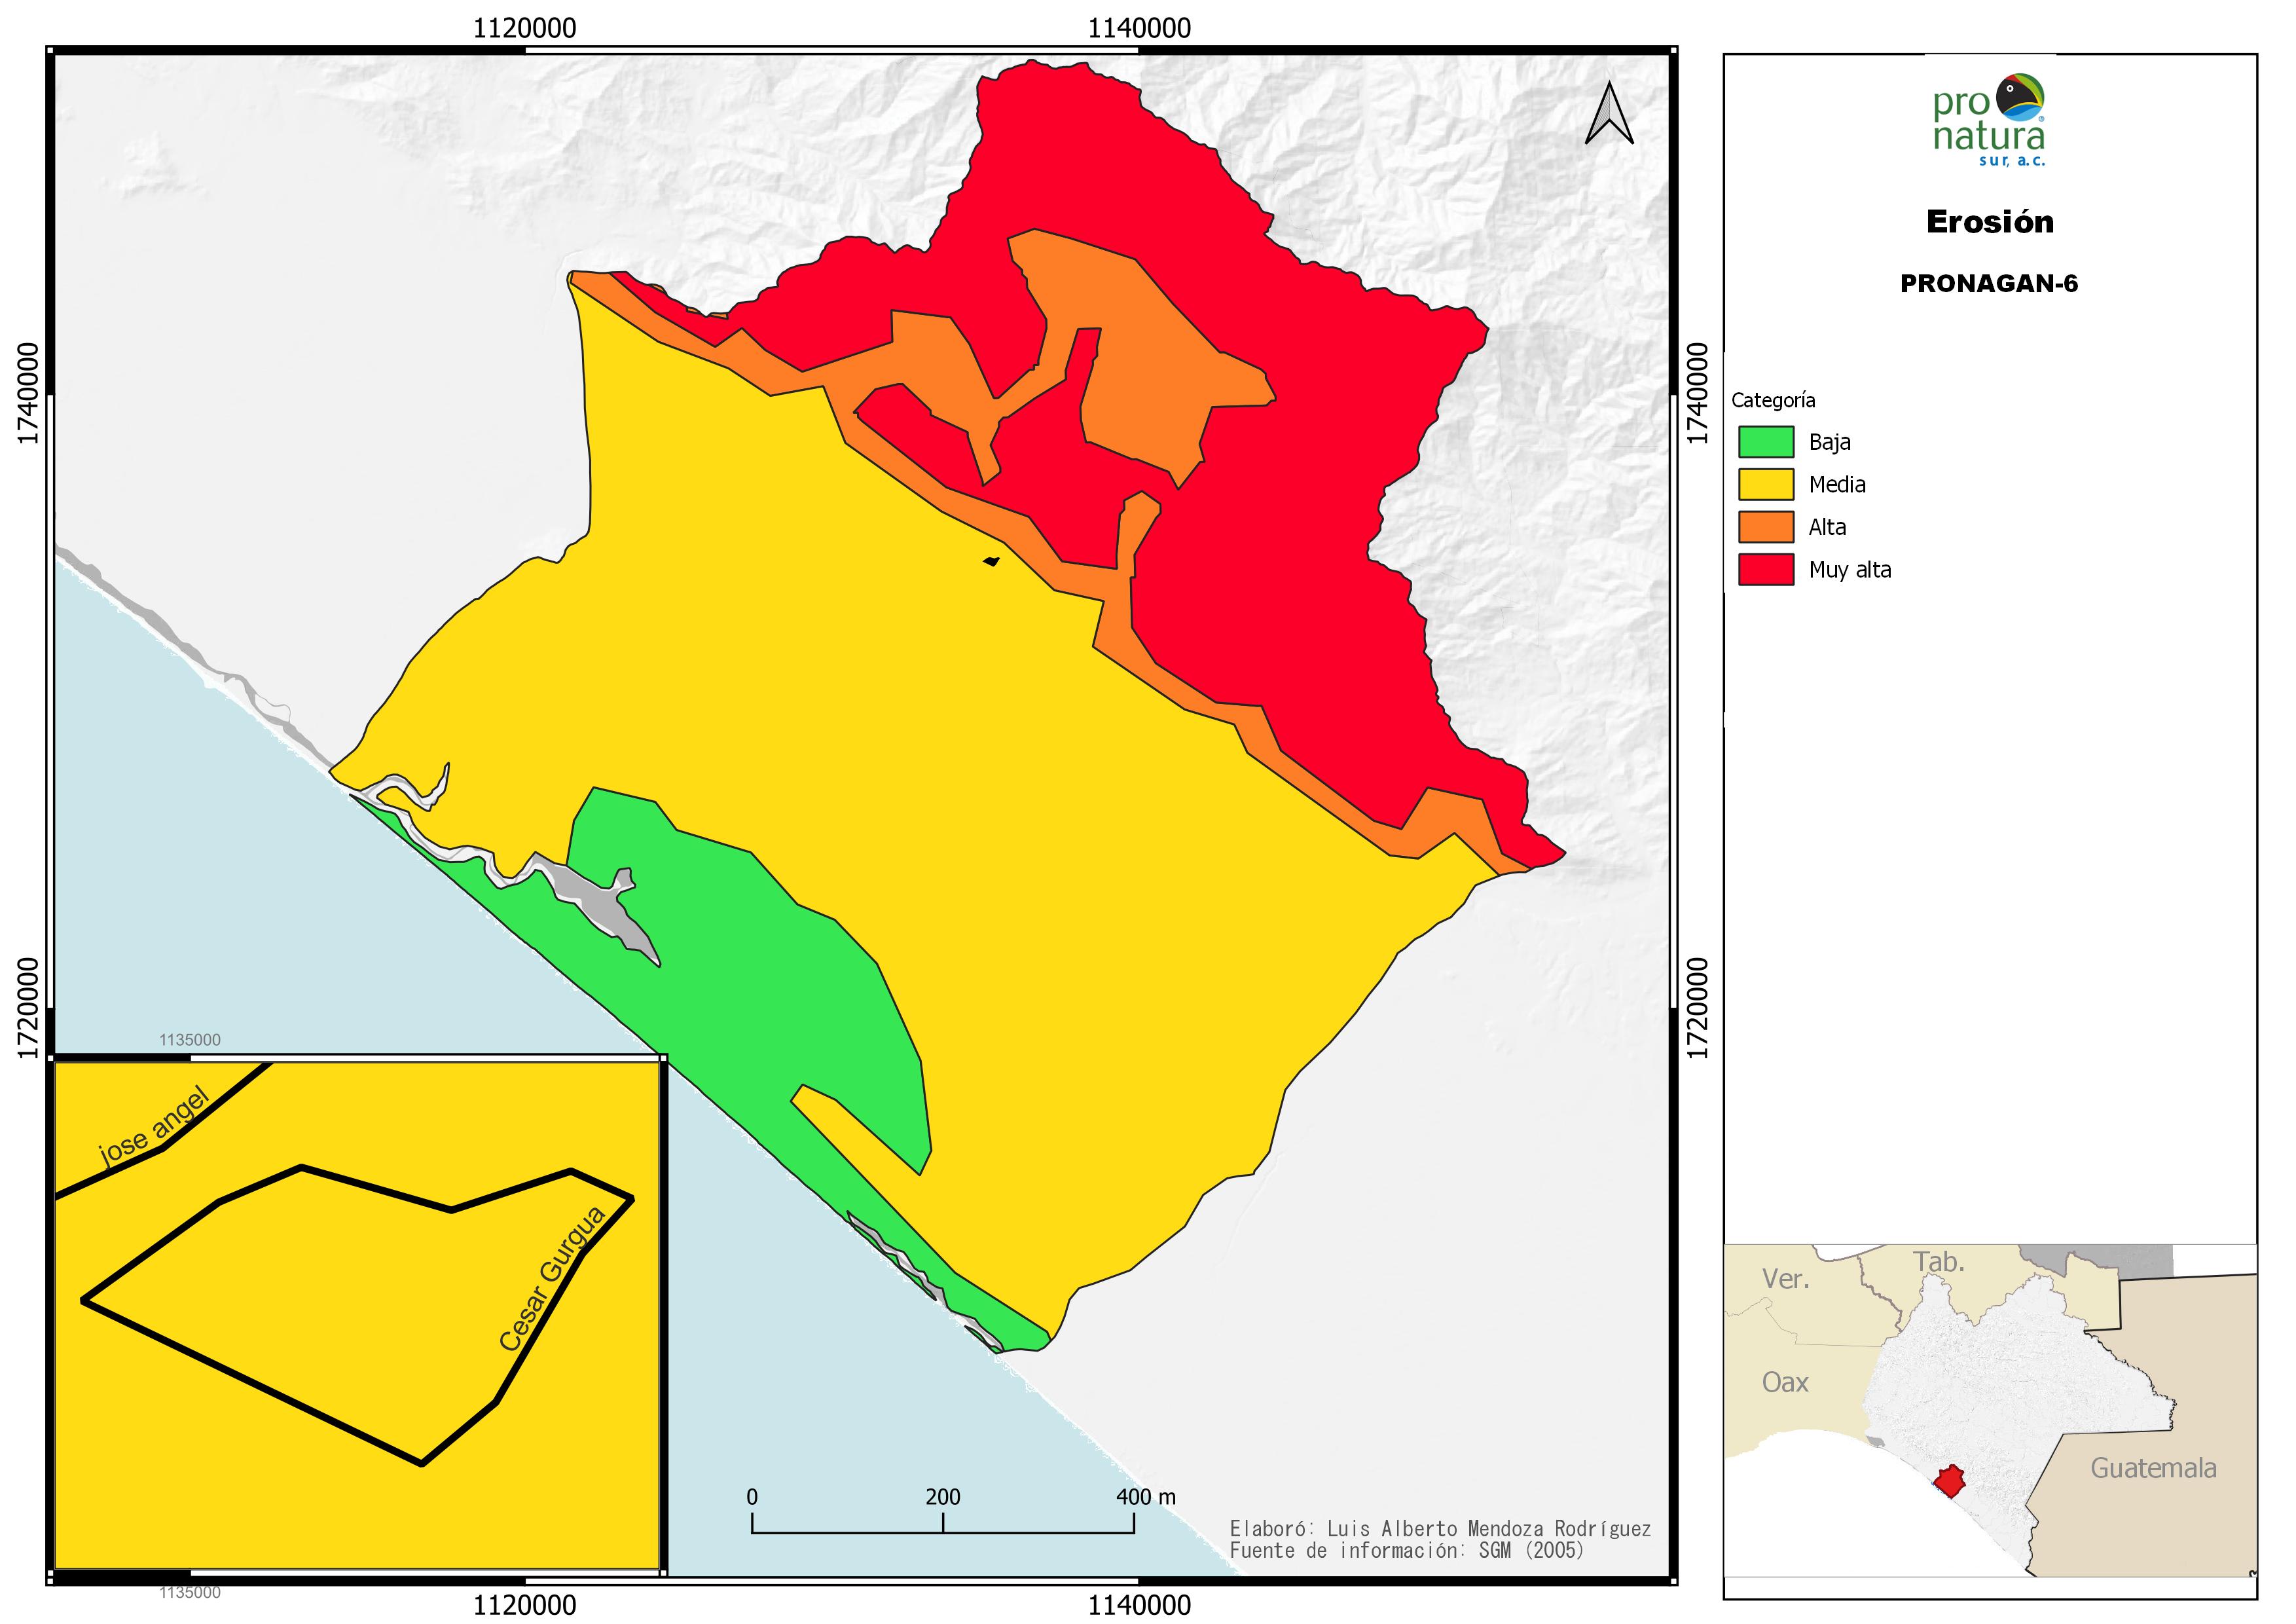 1120000
1140000
1740000
1740000
1720000
1720000
1135000
jose angel
Cesar Gurgua
1135000
1120000
1140000
0 200 400 m
Elaboró: Luis Alberto Mendoza Rodríguez
Fuente de información: SGM (2005)
pro
natura
sur, a.c.
Erosión
PRONAGAN-6
Categoría
Baja
Media
Alta
Muy alta
Ver.
Tab.
Oax
Guatemala